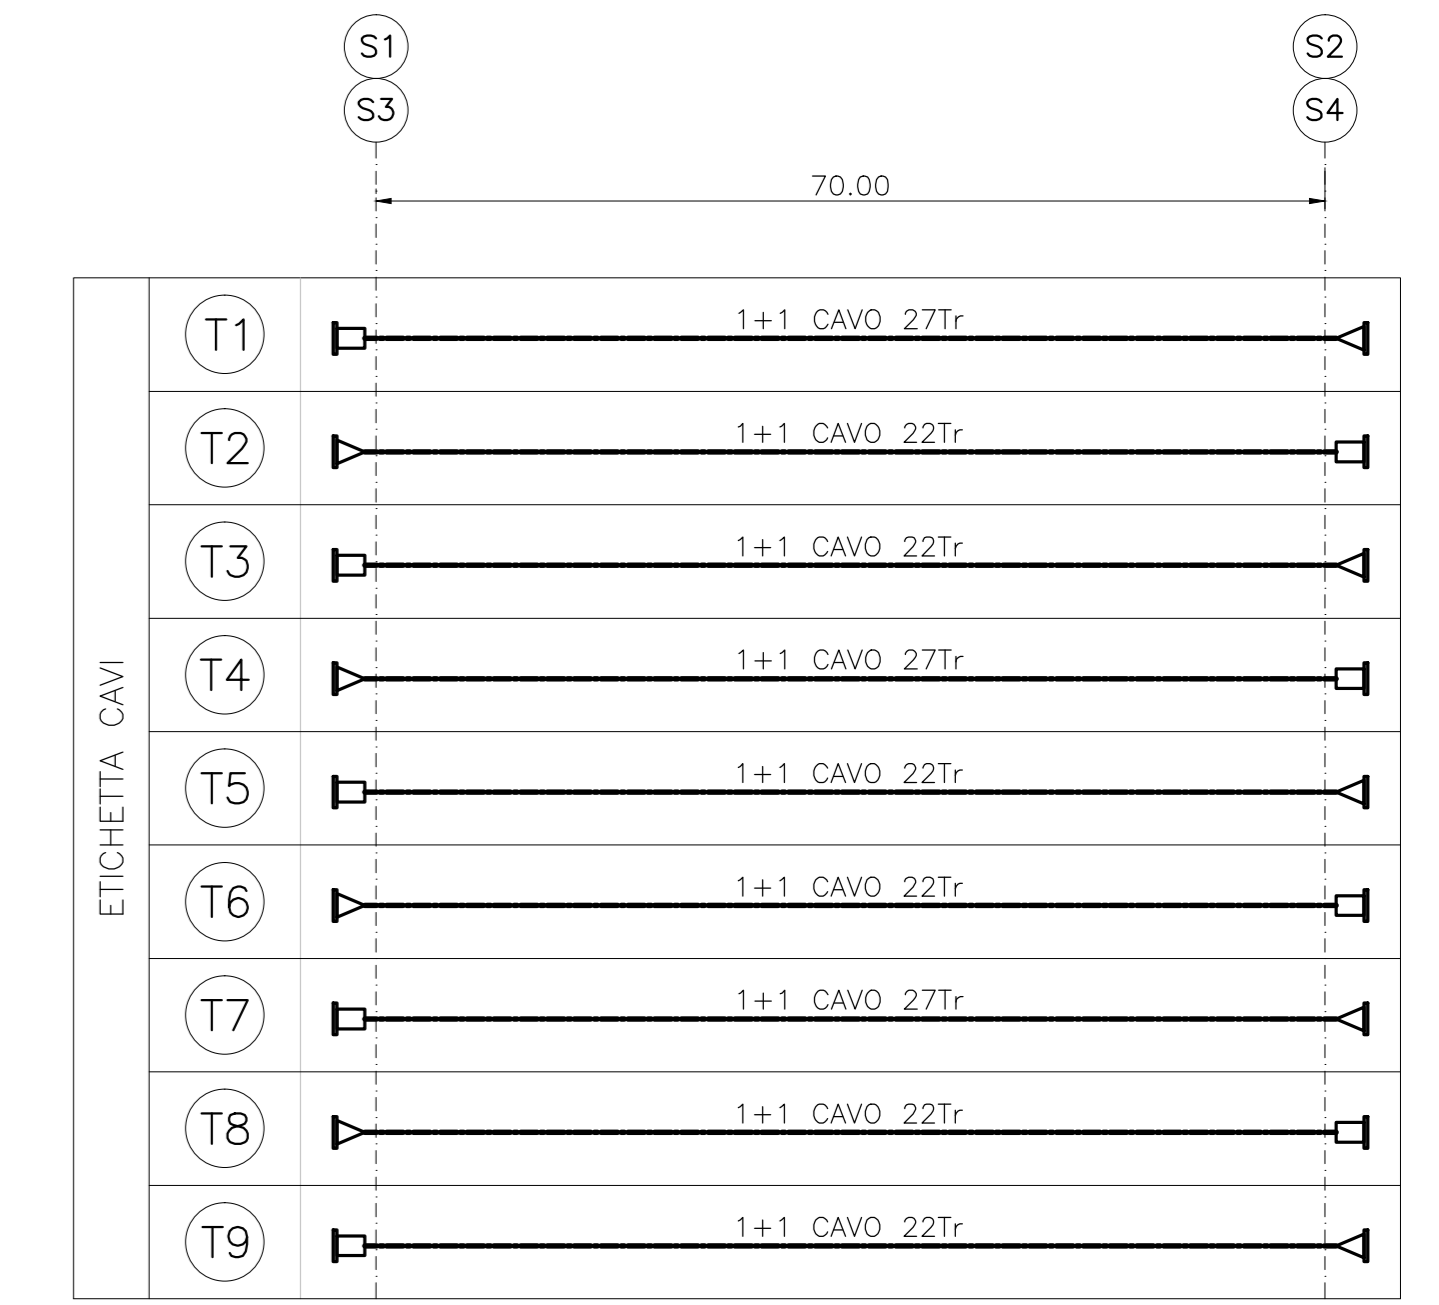 S1 S2
S3 S4
70.00
ETICHETTA CAVI
T1 1+1 CAVO 27Tr
T2 1+1 CAVO 22Tr
T3 1+1 CAVO 22Tr
T4 1+1 CAVO 27Tr
T5 1+1 CAVO 22Tr
T6 1+1 CAVO 22Tr
T7 1+1 CAVO 27Tr
T8 1+1 CAVO 22Tr
T9 1+1 CAVO 22Tr